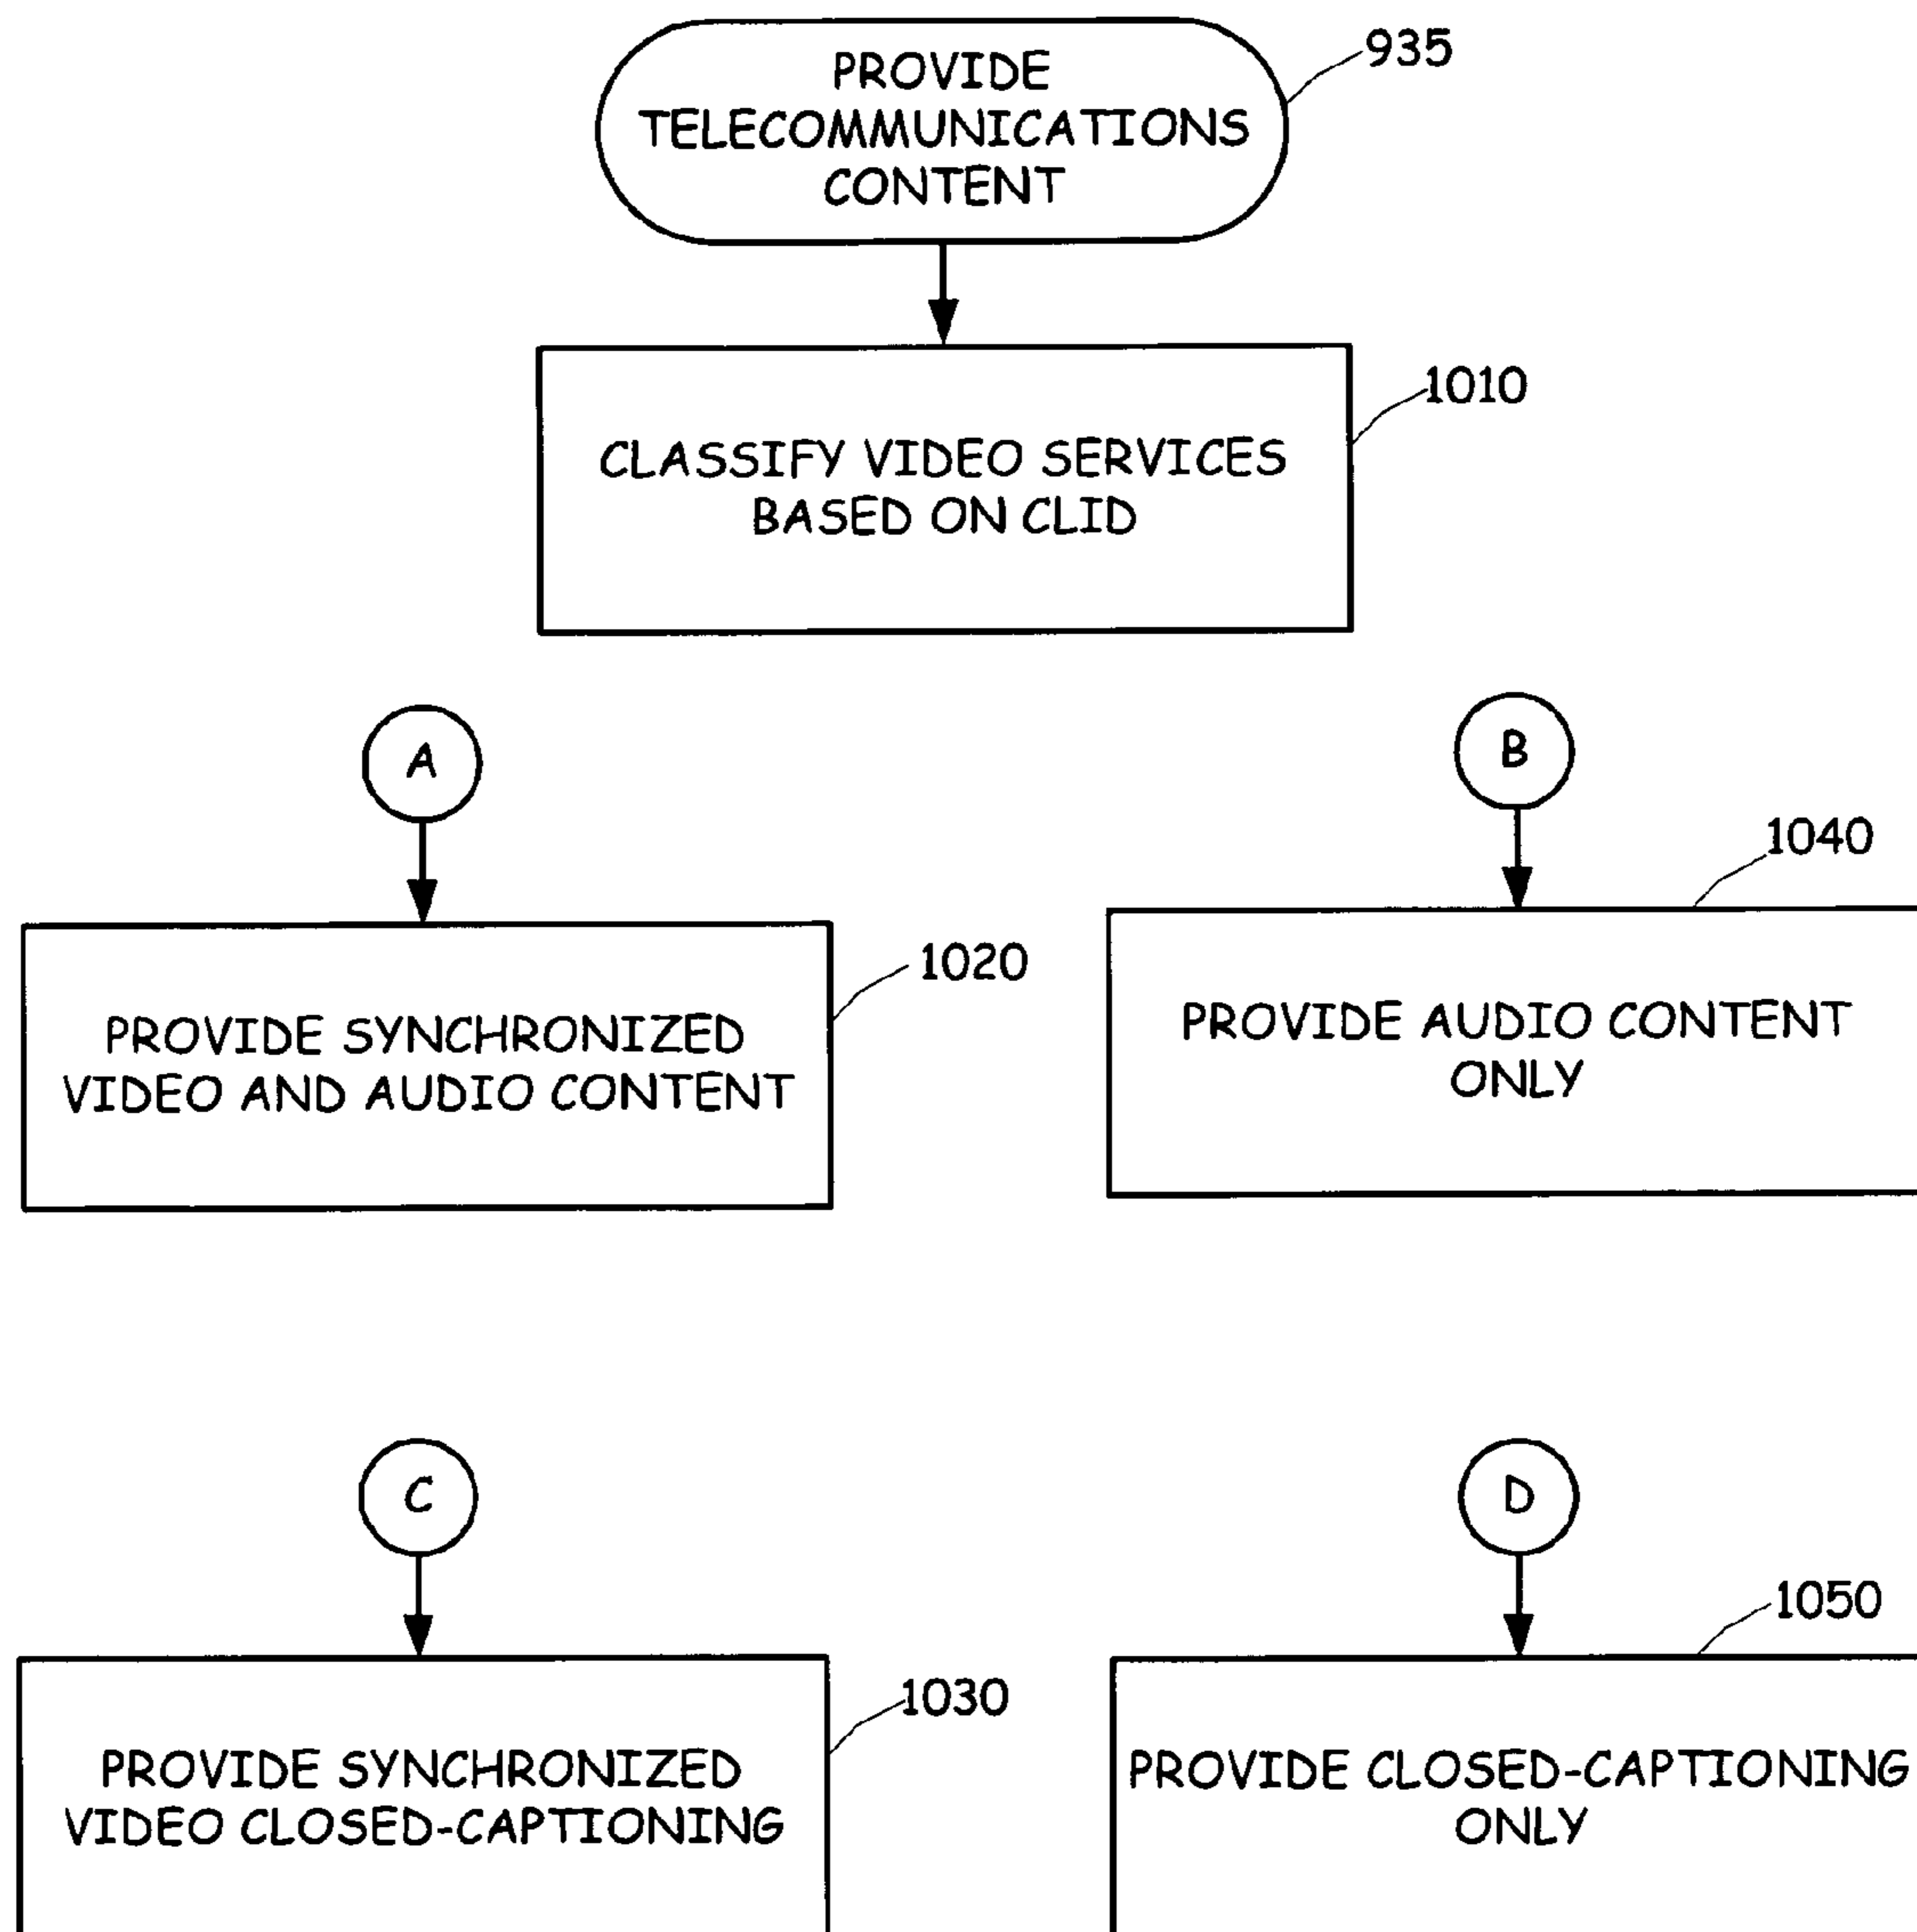 PROVIDE
TELECOMMUNICATIONS
CONTENT
935
CLASSIFY VIDEO SERVICES
BASED ON CLID
1010
A
PROVIDE SYNCHRONIZED
VIDEO AND AUDIO CONTENT
1020
B
1040
PROVIDE AUDIO CONTENT
ONLY
C
PROVIDE SYNCHRONIZED
VIDEO CLOSED-CAPTIONING
1030
D
1050
PROVIDE CLOSED-CAPTIONING
ONLY